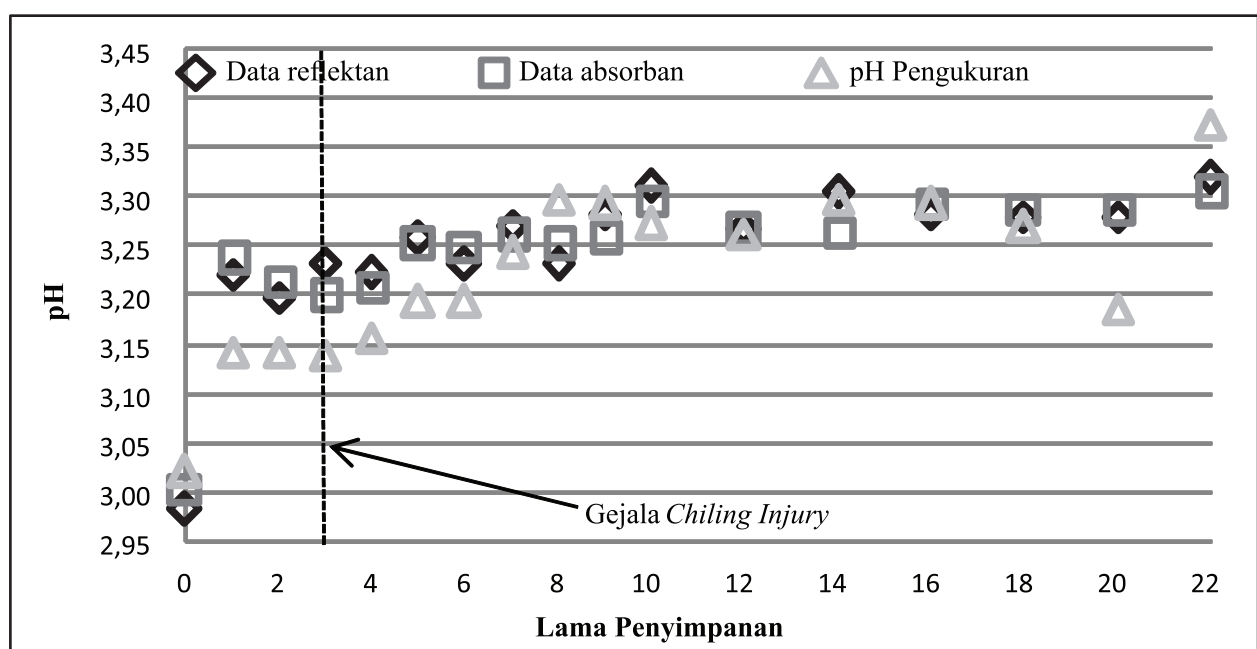 3,45
Data reflektan Data absorban pH Pengukuran
3,40
3,35
3,30
3,25
3,20
3,15
3,10
3,05
3,00
2,95
pH
Gejala Chiling Injury
0 2 4 6 8 10 12 14 16 18 20 22
Lama Penyimpanan